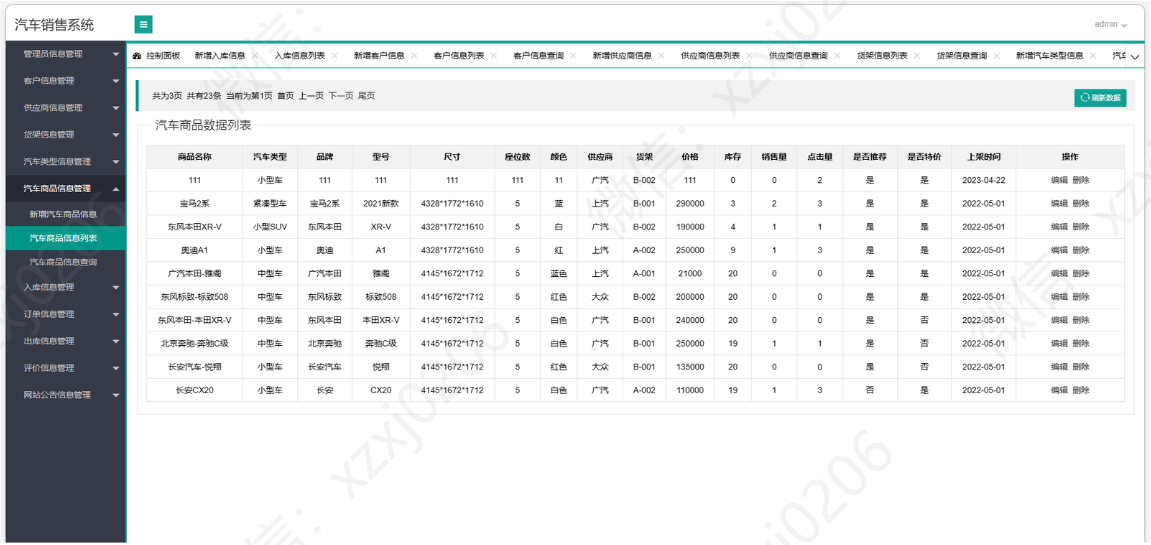 汽车销售系统
admin
控制面板 新增入库信息 入库信息列表 新增客户信息 客户信息列表 客户信息查询 新增供应商信息 供应商信息列表 供应商信息查询 货架信息列表 货架信息查询 新增汽车类型信息
管理员信息管理
客户信息管理
供应商信息管理
货架信息管理
汽车类型信息管理
汽车商品信息管理
新增汽车商品信息
汽车商品信息列表
汽车商品信息查询
入库信息管理
订单信息管理
出库信息管理
评价信息管理
网站公告信息管理
共为3页 共有23条 当前为第1页 首页 上一页 下一页 尾页
刷新数据
汽车商品数据列表
商品名称 汽车类型 品牌 型号 尺寸 座位数 颜色 供应商 货架 价格 库存 销售量 点击量 是否推荐 是否特价 上架时间 操作
111 小型车 111 111 111 111 11 广汽 B-002 111 0 0 2 是 是 2023-04-22 编辑 删除
宝马2系 紧凑型车 宝马2系 2021新款 4328*1772*1610 5 蓝 上汽 B-001 290000 3 2 3 是 是 2022-05-01 编辑 删除
东风本田XR-V 小型SUV 东风本田 XR-V 4328*1772*1610 5 白 广汽 B-002 190000 4 1 1 是 是 2022-05-01 编辑 删除
奥迪A1 小型车 奥迪 A1 4328*1772*1610 5 红 上汽 A-002 250000 9 1 3 是 是 2022-05-01 编辑 删除
广汽本田-雅阁 中型车 广汽本田 雅阁 4145*1672*1712 5 蓝色 上汽 A-001 21000 20 0 0 是 是 2022-05-01 编辑 删除
东风标致-标致508 中型车 东风标致 标致508 4145*1672*1712 5 红色 大众 B-002 200000 20 0 0 是 是 2022-05-01 编辑 删除
东风本田-本田XR-V 中型车 东风本田 本田XR-V 4145*1672*1712 5 白色 广汽 B-001 240000 20 0 0 是 否 2022-05-01 编辑 删除
北京奔驰-奔驰C级 中型车 北京奔驰 奔驰C级 4145*1672*1712 5 白色 广汽 B-001 250000 19 1 1 是 否 2022-05-01 编辑 删除
长安汽车-悦翔 小型车 长安汽车 悦翔 4145*1672*1712 5 红色 大众 B-001 135000 20 0 0 是 否 2022-05-01 编辑 删除
长安CX20 小型车 长安 CX20 4145*1672*1712 5 白色 广汽 A-002 110000 19 1 3 否 是 2022-05-01 编辑 删除
微信：xzxj0206